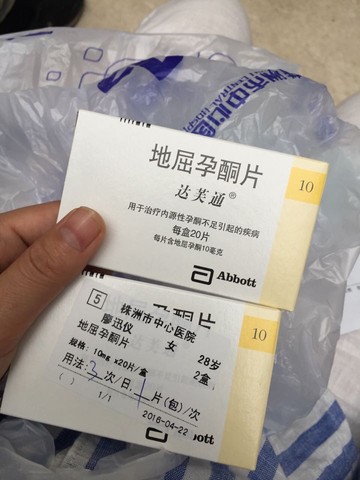 地屈孕酮片
10
达芙通®
用于治疗内源性孕酮不足引起的疾病
每盒20片
每片含地屈孕酮10毫克
Abbott
5
株洲市中心医院
廖迅仪 女 28岁
地屈孕酮片 2盒
规格: 10mg x20片/盒
用法: 3次/日, 1片(包)/次
( ) 1/1 2016-04-22
10
bott